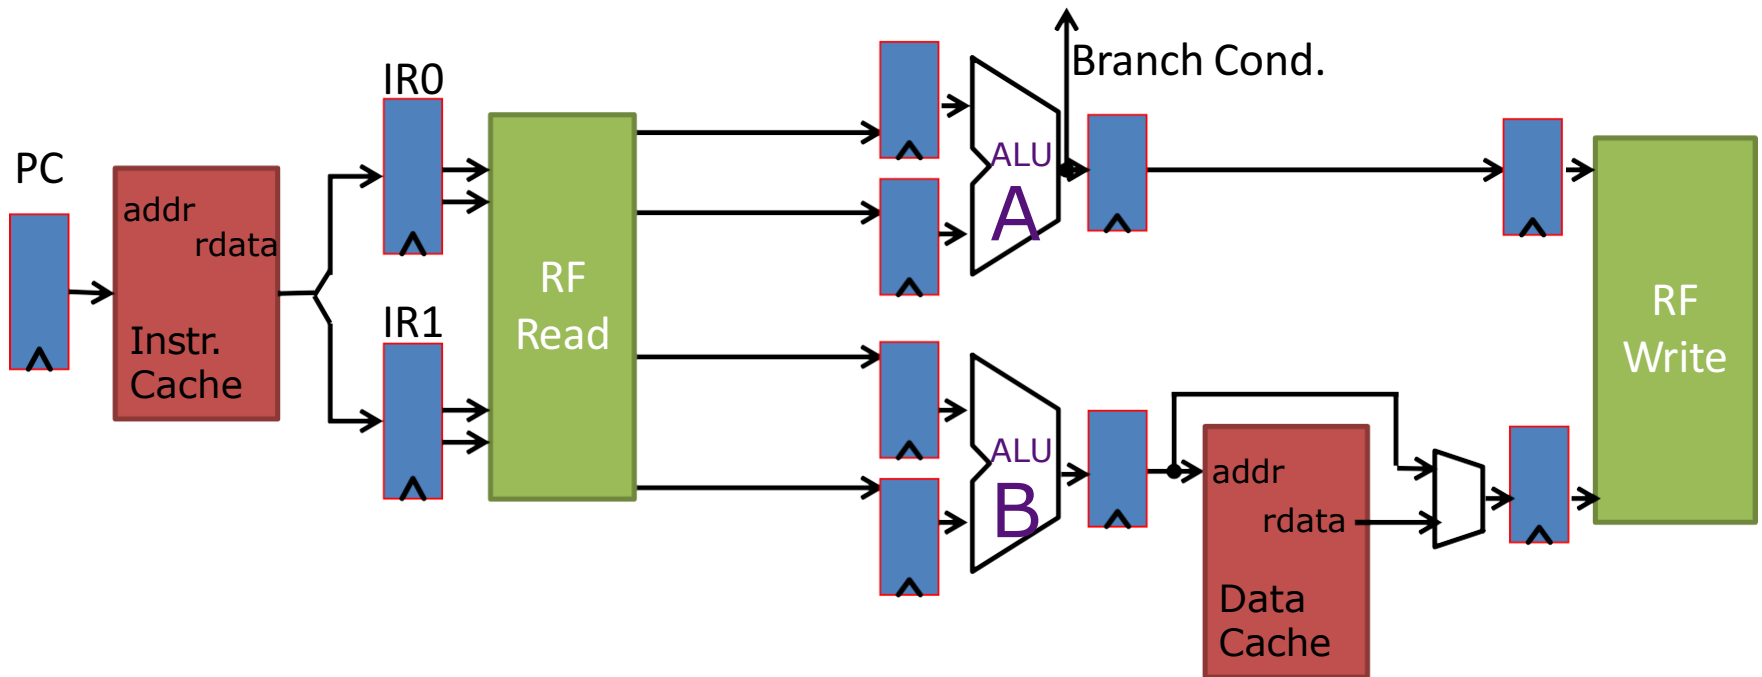 PC
addr
rdata
Instr.
Cache
IR0
IR1
RF
Read
ALU
A
Branch Cond.
ALU
B
addr
rdata
Data
Cache
RF
Write